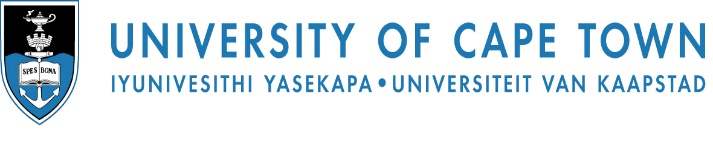 UNIVERSITY OF CAPE TOWN
IYUNIVESITHI YASEKAPA • UNIVERSITEIT VAN KAAPSTAD
SPES BONA